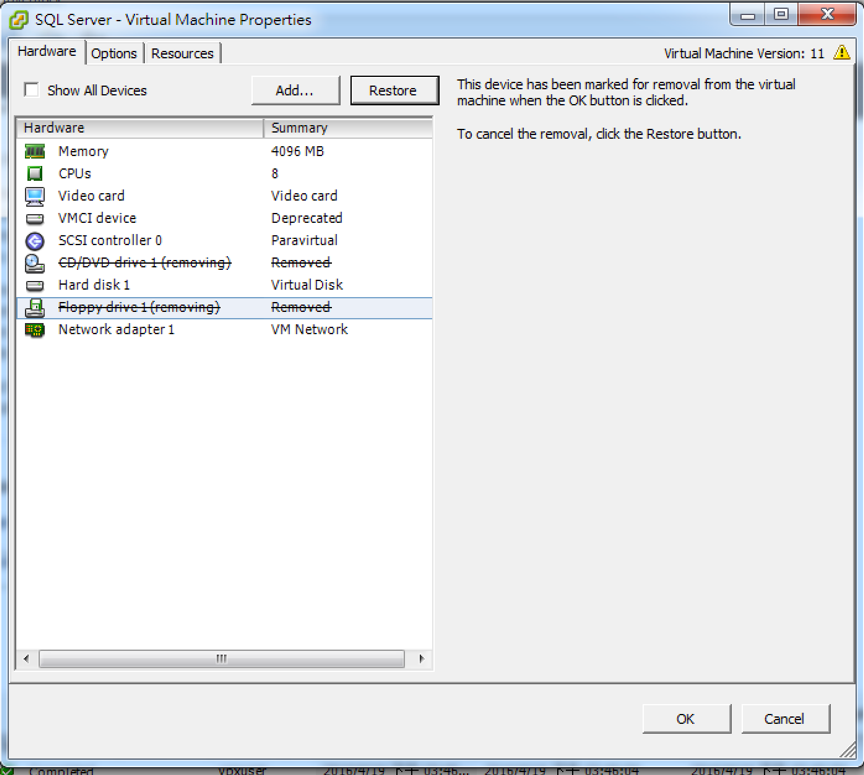 SQL Server - Virtual Machine Properties
Hardware Options Resources Virtual Machine Version: 11
Show All Devices Add... Restore
This device has been marked for removal from the virtual
machine when the OK button is clicked.
To cancel the removal, click the Restore button.
Hardware Summary
Memory 4096 MB
CPUs 8
Video card Video card
VMCI device Deprecated
SCSI controller 0 Paravirtual
CD/DVD drive 1 (removing) Removed
Hard disk 1 Virtual Disk
Floppy drive 1 (removing) Removed
Network adapter 1 VM Network
OK Cancel
Completed vpxuser 2016/4/19 下午 03:46... 2016/4/19 下午 03:46:04 2016/4/19 下午 03:46:04